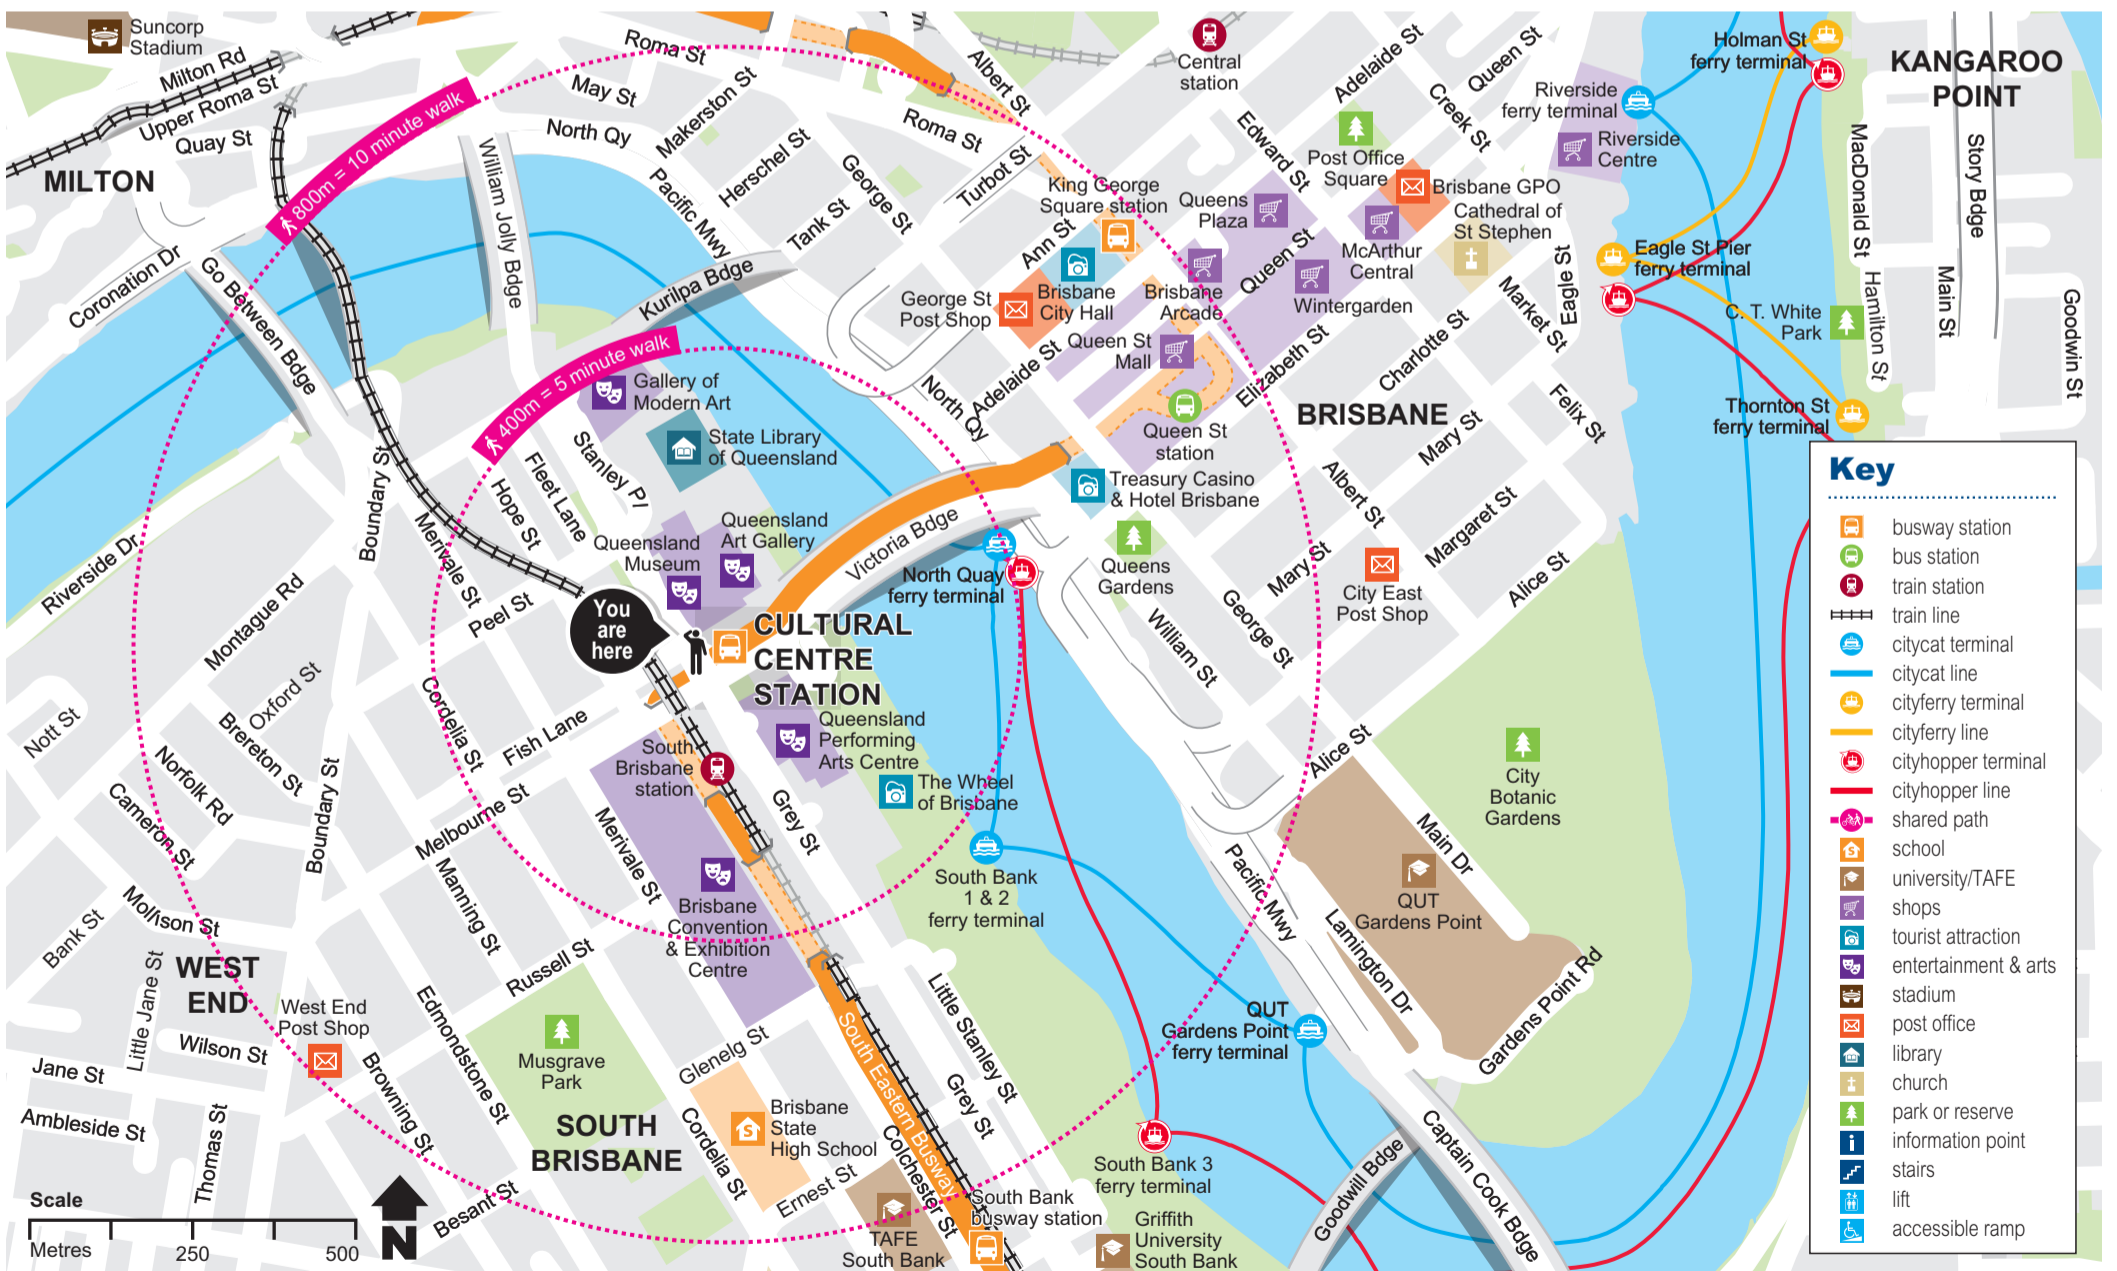 Suncorp
Stadium
Milton Rd
Upper Roma St
Quay St
MILTON
Coronation Dr
Go Between Bdge
800m = 10 minute walk
William Jolly Bdge
Roma St
May St
North Qy
Makerston St
Herschel St
Pacific Mwy
Tank St
George St
Kurilpa Bdge
Albert St
Roma St
Turbot St
Central
station
Adelaide St
Queen St
Creek St
Edward St
Post Office
Square
Brisbane GPO
Cathedral of
St Stephen
King George
Square station
Queens
Plaza
Ann St
McArthur
Central
Queen St
Wintergarden
Brisbane
Arcade
Brisbane
City Hall
George St
Post Shop
Adelaide St
Queen St
Mall
Elizabeth St
Charlotte St
Market St
Eagle St
Riverside
ferry terminal
Riverside
Centre
Holman St
ferry terminal
KANGAROO
POINT
MacDonald St
Story Bdge
Eagle St Pier
ferry terminal
C. T. White
Park
Hamilton St
Main St
Goodwin St
Thornton St
ferry terminal
400m = 5 minute walk
Gallery of
Modern Art
State Library
of Queensland
Stanley Pl
Fleet Lane
Hope St
Boundary St
Merivale St
Riverside Dr
Montague Rd
Peel St
Queensland
Museum
Queensland
Art Gallery
Victoria Bdge
North Qy
Queen St
station
BRISBANE
Treasury Casino
& Hotel Brisbane
Felix St
Mary St
Albert St
Margaret St
Queens
Gardens
Mary St
City East
Post Shop
Alice St
North Quay
ferry terminal
William St
George St
You
are
here
CULTURAL
CENTRE
STATION
Nott St
Oxford St
Brereton St
Norfolk Rd
Cameron St
Cordelia St
Fish Lane
South
Brisbane
station
Queensland
Performing
Arts Centre
The Wheel
of Brisbane
Grey St
Boundary St
Melbourne St
Merivale St
Manning St
Mollison St
Bank St
Little Jane St
WEST
END
West End
Post Shop
Wilson St
Jane St
Ambleside St
Thomas St
Browning St
Edmondstone St
Russell St
Brisbane
Convention
& Exhibition
Centre
South Bank
1 & 2
ferry terminal
Alice St
City
Botanic
Gardens
Main Dr
QUT
Gardens Point
Pacific Mwy
Lamington Dr
Gardens Point Rd
QUT
Gardens Point
ferry terminal
Little Stanley St
Grey St
South Eastern Busway
Glenelg St
Musgrave
Park
SOUTH
BRISBANE
Brisbane
State
High School
Cordelia St
Ernest St
Colchester St
Besant St
TAFE
South Bank
South Bank
busway station
South Bank 3
ferry terminal
Griffith
University
South Bank
Goodwill Bdge
Captain Cook Bdge
Scale
Metres
250
500
N
Key
busway station
bus station
train station
train line
citycat terminal
citycat line
cityferry terminal
cityferry line
cityhopper terminal
cityhopper line
shared path
school
university/TAFE
shops
tourist attraction
entertainment & arts
stadium
post office
library
church
park or reserve
information point
stairs
lift
accessible ramp